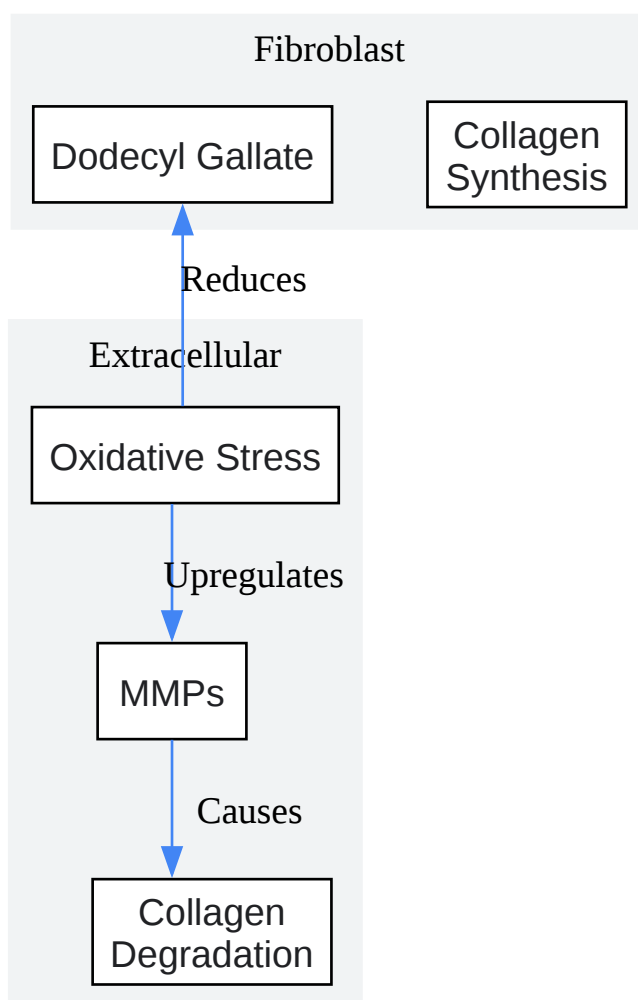 Fibroblast
Dodecyl Gallate
Collagen
Synthesis
Reduces
Extracellular
Oxidative Stress
Upregulates
MMPs
Causes
Collagen
Degradation